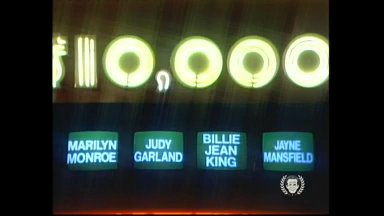 $10,000
MARILYN
MONROE
JUDY
GARLAND
BILLIE
JEAN
KING
JAYNE
MANSFIELD